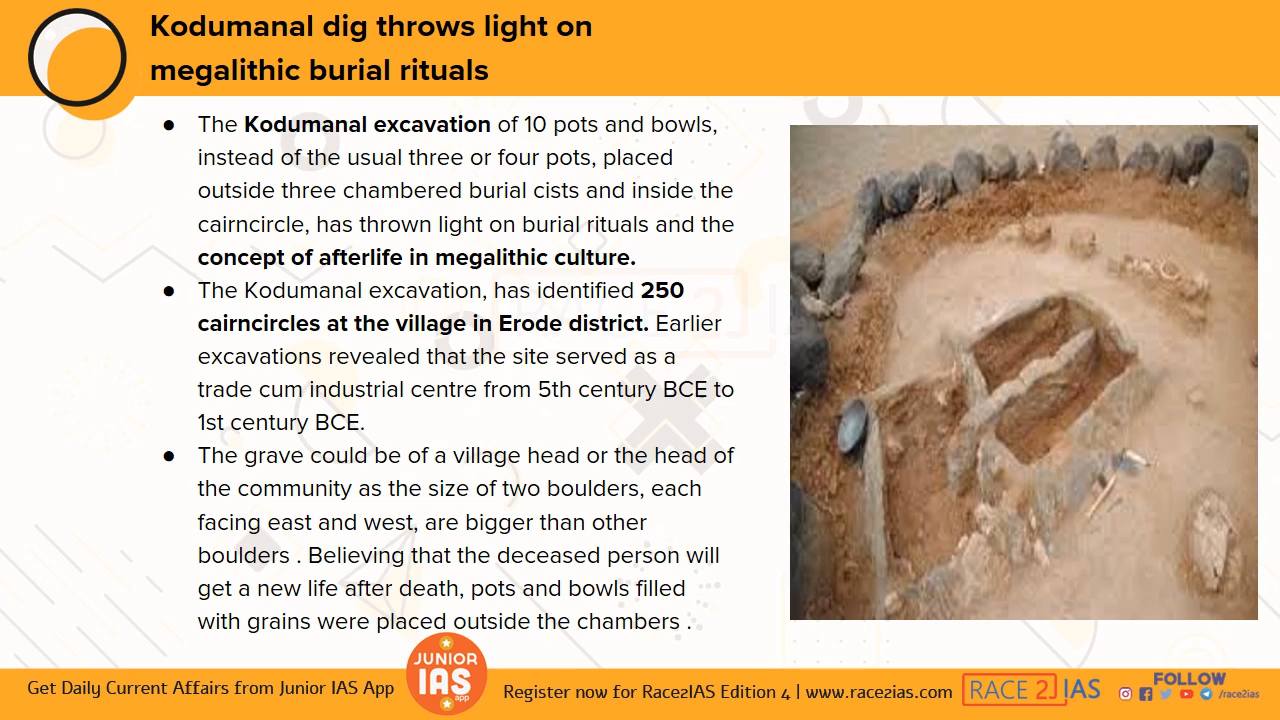 Kodumanal dig throws light on
megalithic burial rituals
● The Kodumanal excavation of 10 pots and bowls,
instead of the usual three or four pots, placed
outside three chambered burial cists and inside the
cairncircle, has thrown light on burial rituals and the
concept of afterlife in megalithic culture.
● The Kodumanal excavation, has identified 250
cairncircles at the village in Erode district. Earlier
excavations revealed that the site served as a
trade cum industrial centre from 5th century BCE to
1st century BCE.
● The grave could be of a village head or the head of
the community as the size of two boulders, each
facing east and west, are bigger than other
boulders . Believing that the deceased person will
get a new life after death, pots and bowls filled
with grains were placed outside the chambers .
RACE 2 I
Get Daily Current Affairs from Junior IAS App
JUNIOR
IAS
app
Register now for Race2IAS Edition 4 | www.race2ias.com
RACE 2 IAS
FOLLOW
/race2ias